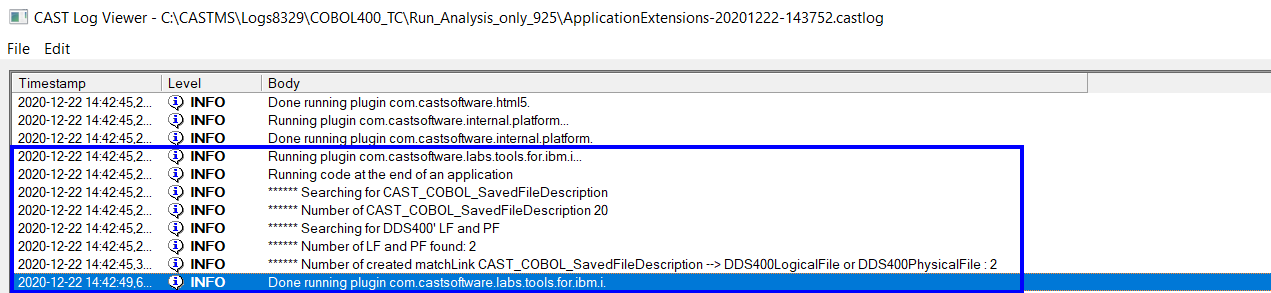 CAST Log Viewer - C:\CASTMS\Logs8329\COBOL400_TC\Run_Analysis_only_925\ApplicationExtensions-20201222-143752.castlog
File Edit
Timestamp Level Body
2020-12-22 14:42:45,2... INFO Done running plugin com.castsoftware.html5.
2020-12-22 14:42:45,2... INFO Running plugin com.castsoftware.internal.platform...
2020-12-22 14:42:45,2... INFO Done running plugin com.castsoftware.internal.platform.
2020-12-22 14:42:45,2... INFO Running plugin com.castsoftware.labs.tools.for.ibm.i...
2020-12-22 14:42:45,2... INFO Running code at the end of an application
2020-12-22 14:42:45,2... INFO ****** Searching for CAST_COBOL_SavedFileDescription
2020-12-22 14:42:45,2... INFO ****** Number of CAST_COBOL_SavedFileDescription 20
2020-12-22 14:42:45,2... INFO ****** Searching for DDS400' LF and PF
2020-12-22 14:42:45,2... INFO ****** Number of LF and PF found: 2
2020-12-22 14:42:45,3... INFO ****** Number of created matchLink CAST_COBOL_SavedFileDescription --> DDS400LogicalFile or DDS400PhysicalFile : 2
2020-12-22 14:42:49,6... INFO Done running plugin com.castsoftware.labs.tools.for.ibm.i.